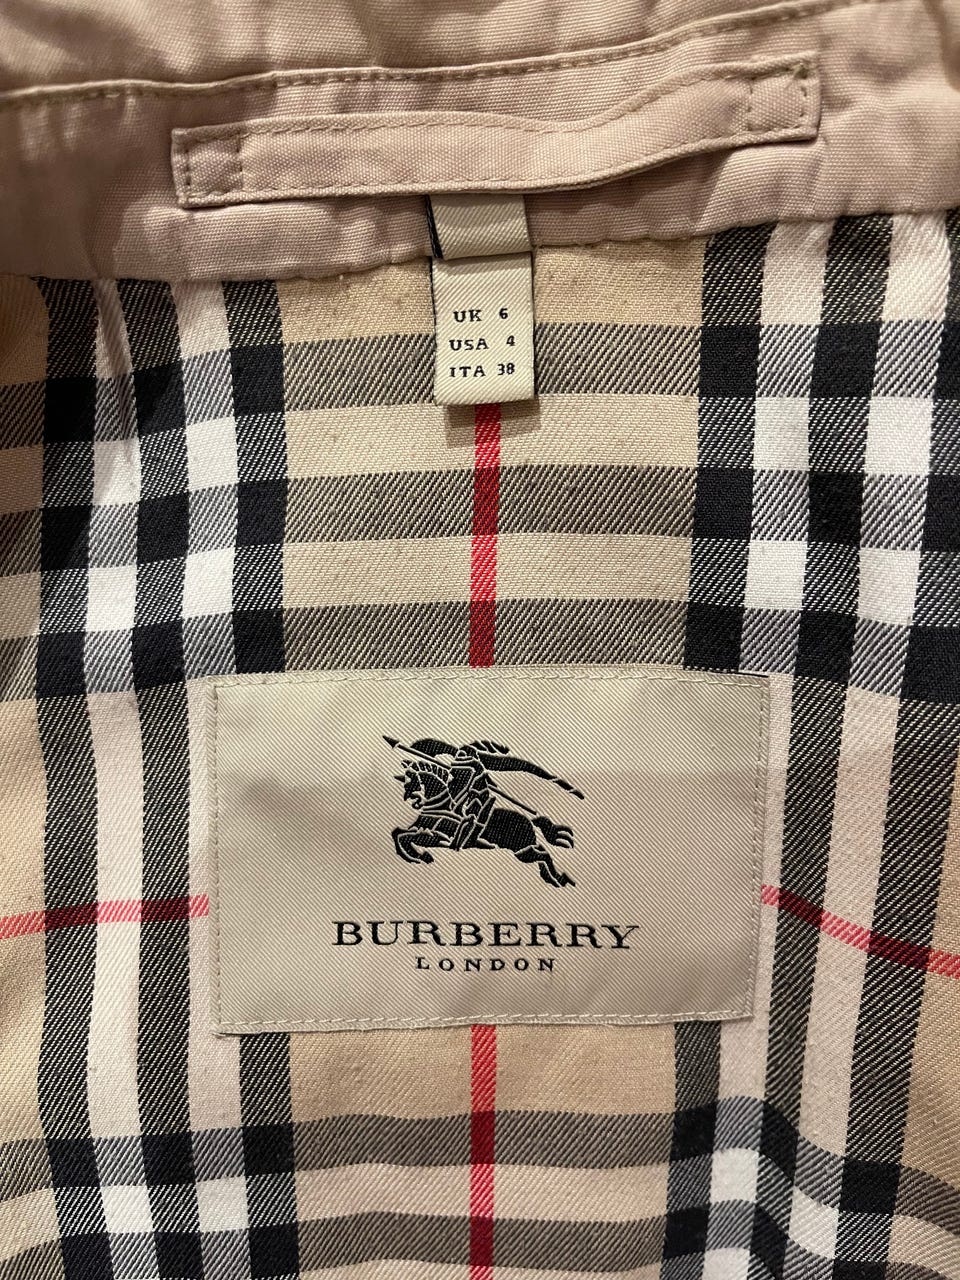 UK 6
USA 4
ITA 38
BURBERRY
LONDON